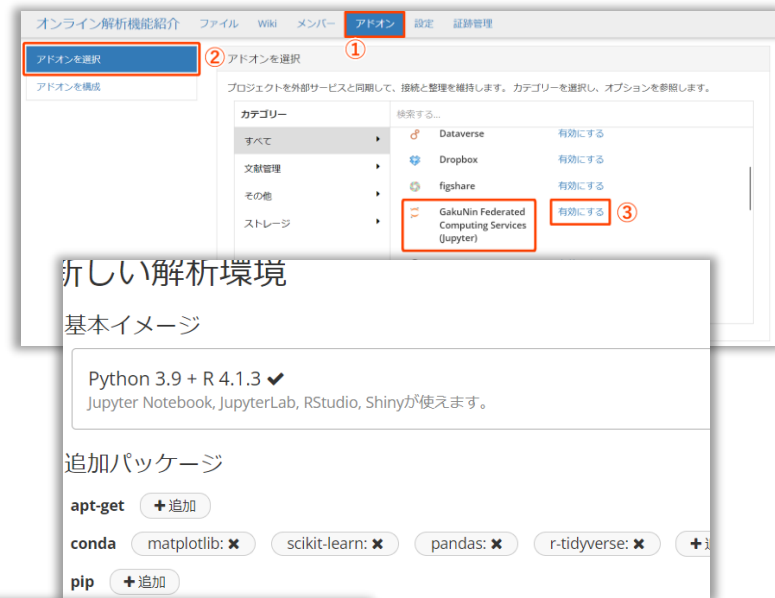 オンライン解析機能紹介 ファイル Wiki メンバー アドオン 設定 証跡管理
①
アドオンを選択
②
アドオンを構成
アドオンを選択
プロジェクトを外部サービスと同期して、接続と整理を維持します。 カテゴリーを選択し、オプションを参照します。
カテゴリー
検索する...
すべて
文献管理
その他
ストレージ
Dataverse 有効にする
Dropbox 有効にする
figshare 有効にする
GakuNin Federated 有効にする ③
Computing Services
(Jupyter)
新しい解析環境
基本イメージ
Python 3.9 + R 4.1.3 ✔
Jupyter Notebook, JupyterLab, RStudio, Shinyが使えます。
追加パッケージ
apt-get ✚追加
conda matplotlib: ✖ scikit-learn: ✖ pandas: ✖ r-tidyverse: ✖ ✚
pip ✚追加